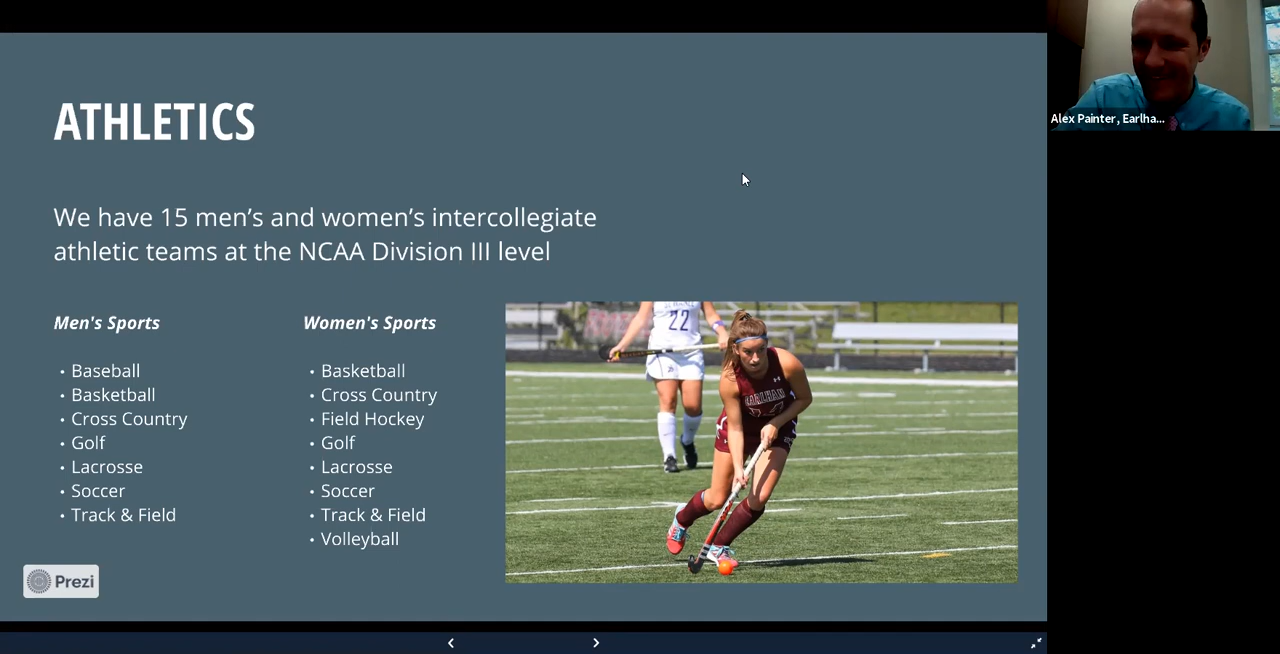 ATHLETICS
We have 15 men's and women's intercollegiate
athletic teams at the NCAA Division III level
Men's Sports
• Baseball
• Basketball
• Cross Country
• Golf
• Lacrosse
• Soccer
• Track & Field
Women's Sports
• Basketball
• Cross Country
• Field Hockey
• Golf
• Lacrosse
• Soccer
• Track & Field
• Volleyball
22
EARLHAM
Prezi
Alex Painter, Earlha...